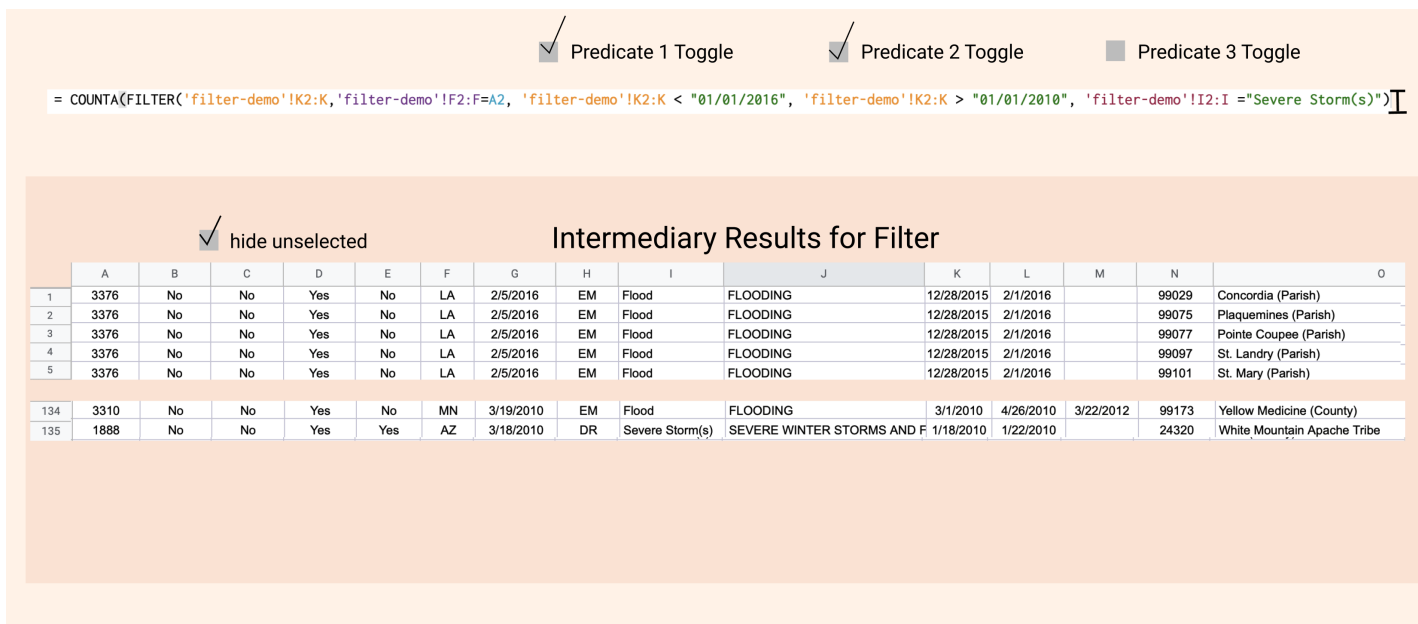 Predicate 1 Toggle Predicate 2 Toggle Predicate 3 Toggle
= COUNTA(FILTER('filter-demo'!K2:K,'filter-demo'!F2:F=A2, 'filter-demo'!K2:K < "01/01/2016", 'filter-demo'!K2:K > "01/01/2010", 'filter-demo'!I2:I ="Severe Storm(s)")
hide unselected Intermediary Results for Filter
A B C D E F G H I J K L M N O
1 3376 No No Yes No LA 2/5/2016 EM Flood FLOODING 12/28/2015 2/1/2016 99029 Concordia (Parish)
2 3376 No No Yes No LA 2/5/2016 EM Flood FLOODING 12/28/2015 2/1/2016 99075 Plaquemines (Parish)
3 3376 No No Yes No LA 2/5/2016 EM Flood FLOODING 12/28/2015 2/1/2016 99077 Pointe Coupee (Parish)
4 3376 No No Yes No LA 2/5/2016 EM Flood FLOODING 12/28/2015 2/1/2016 99097 St. Landry (Parish)
5 3376 No No Yes No LA 2/5/2016 EM Flood FLOODING 12/28/2015 2/1/2016 99101 St. Mary (Parish)
134 3310 No No Yes No MN 3/19/2010 EM Flood FLOODING 3/1/2010 4/26/2010 3/22/2012 99173 Yellow Medicine (County)
135 1888 No No Yes Yes AZ 3/18/2010 DR Severe Storm(s) SEVERE WINTER STORMS AND F 1/18/2010 1/22/2010 24320 White Mountain Apache Tribe